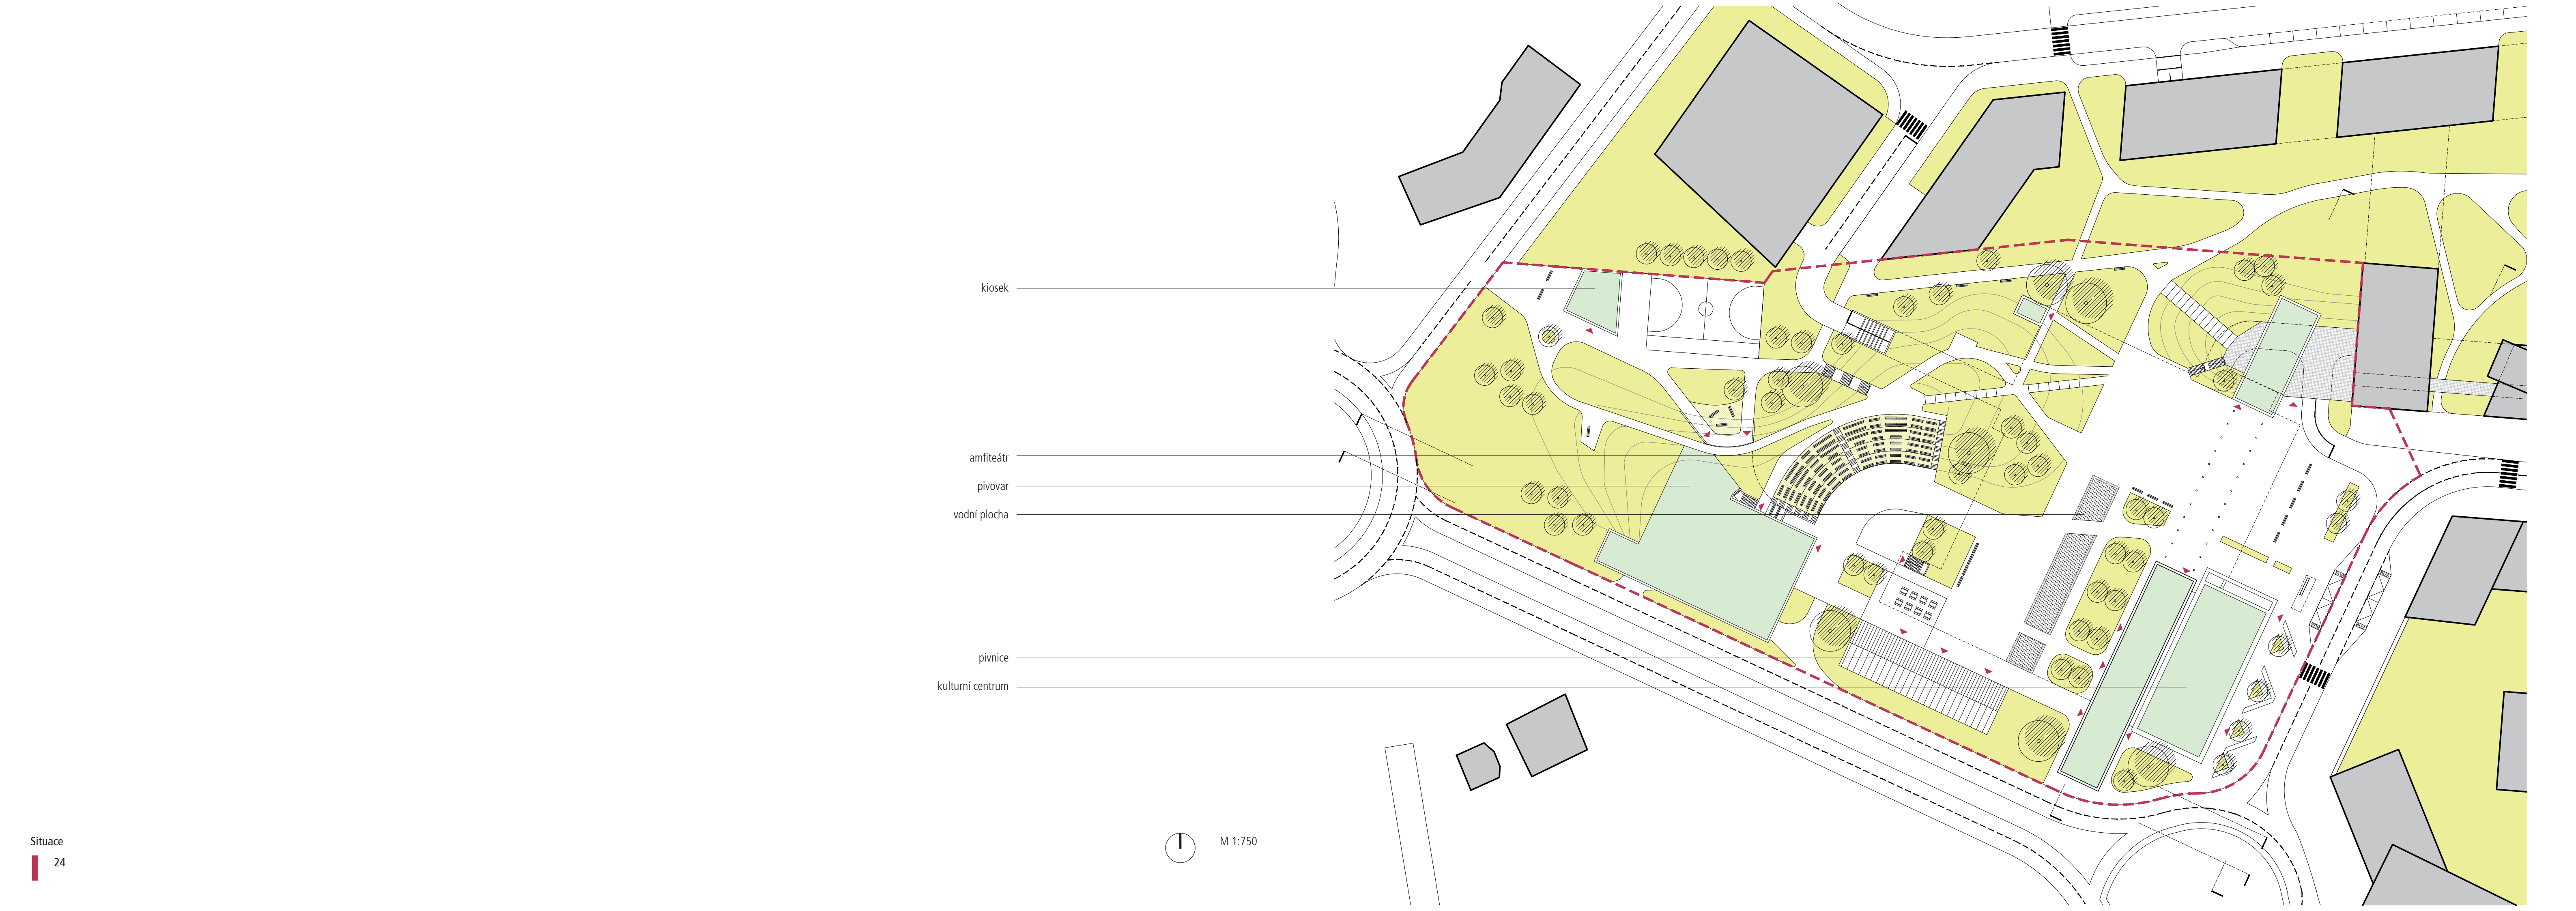 kiosek
amfiteátr
pivovar
vodní plocha
pivnice
kulturní centrum
Situace
24
M 1:750